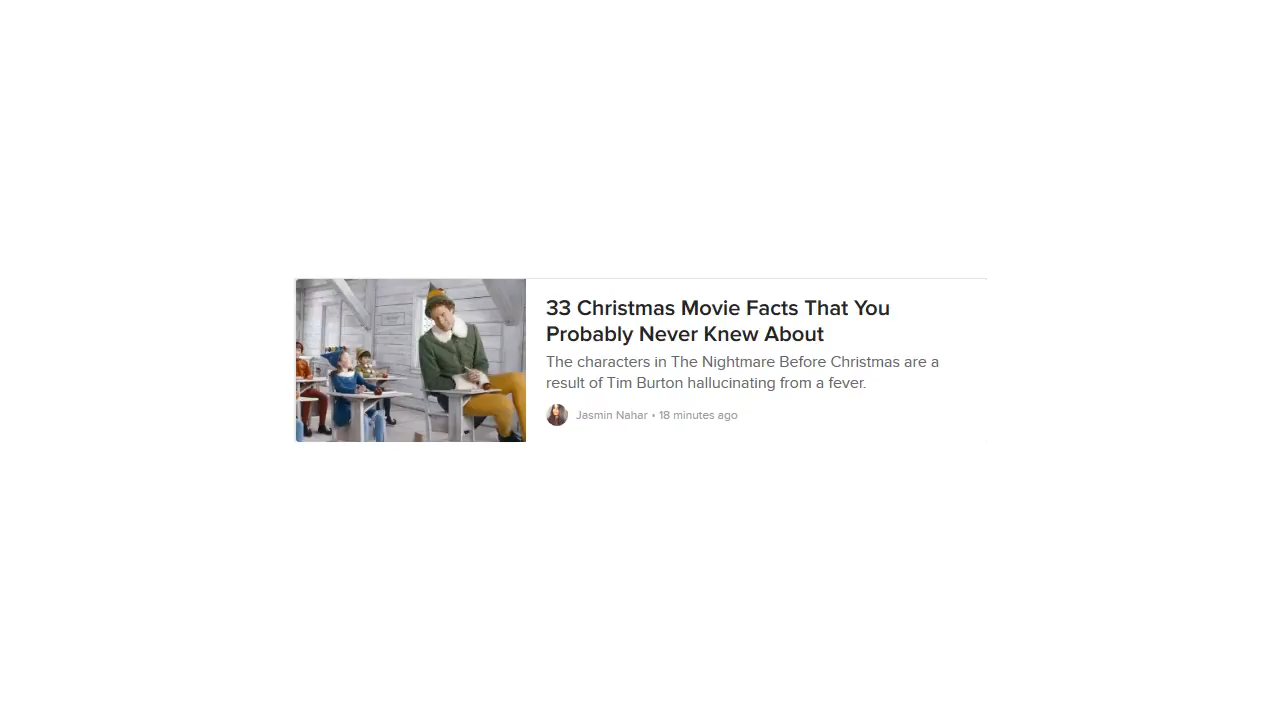 33 Christmas Movie Facts That You
Probably Never Knew About
The characters in The Nightmare Before Christmas are a
result of Tim Burton hallucinating from a fever.
Jasmin Nahar • 18 minutes ago